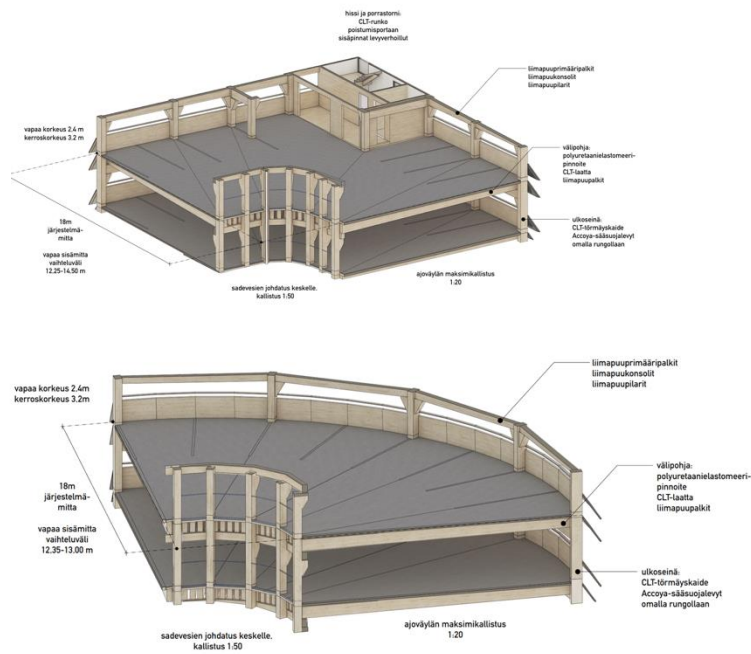 hissi ja porrastorni:
CLT-runko
poistumisportaan
sisäpinnat levyverhoillut
liimapuuprimääripalkit
liimapuukonsolit
liimapuupilarit
vapaa korkeus 2.4 m
kerroskorkeus 3.2 m
välipohja:
polyuretaanielastomeeri-
pinnoite
CLT-laatta
liimapuupalkit
18m
järjestelmä-
mitta
vapaa sisämitta
vaihteluväli
12.25-14.50 m
ulkoseinä:
CLT-törmäyskaide
Accoya-sääsuojalevyt
omalla rungollaan
sadevesien johdatus keskelle.
kallistus 1:50
ajoväylän maksimikallistus
1:20
liimapuuprimääripalkit
liimapuukonsolit
liimapuupilarit
vapaa korkeus 2.4m
kerroskorkeus 3.2m
18m
järjestelmä-
mitta
vapaa sisämitta
vaihteluväli
12.35-13.00 m
välipohja:
polyuretaanielastomeeri-
pinnoite
CLT-laatta
liimapuupalkit
ulkoseinä:
CLT-törmäyskaide
Accoya-sääsuojalevyt
omalla rungollaan
sadevesien johdatus keskelle.
kallistus 1:50
ajoväylän maksimikallistus
1:20